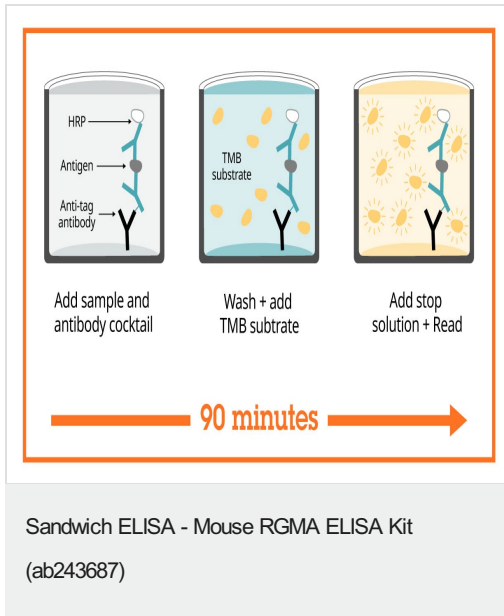 HRP
Antigen
Anti-tag
antibody
TMB
substrate
Add sample and
antibody cocktail
Wash + add
TMB subtrate
Add stop
solution + Read
90 minutes
Sandwich ELISA - Mouse RGMA ELISA Kit
(ab243687)